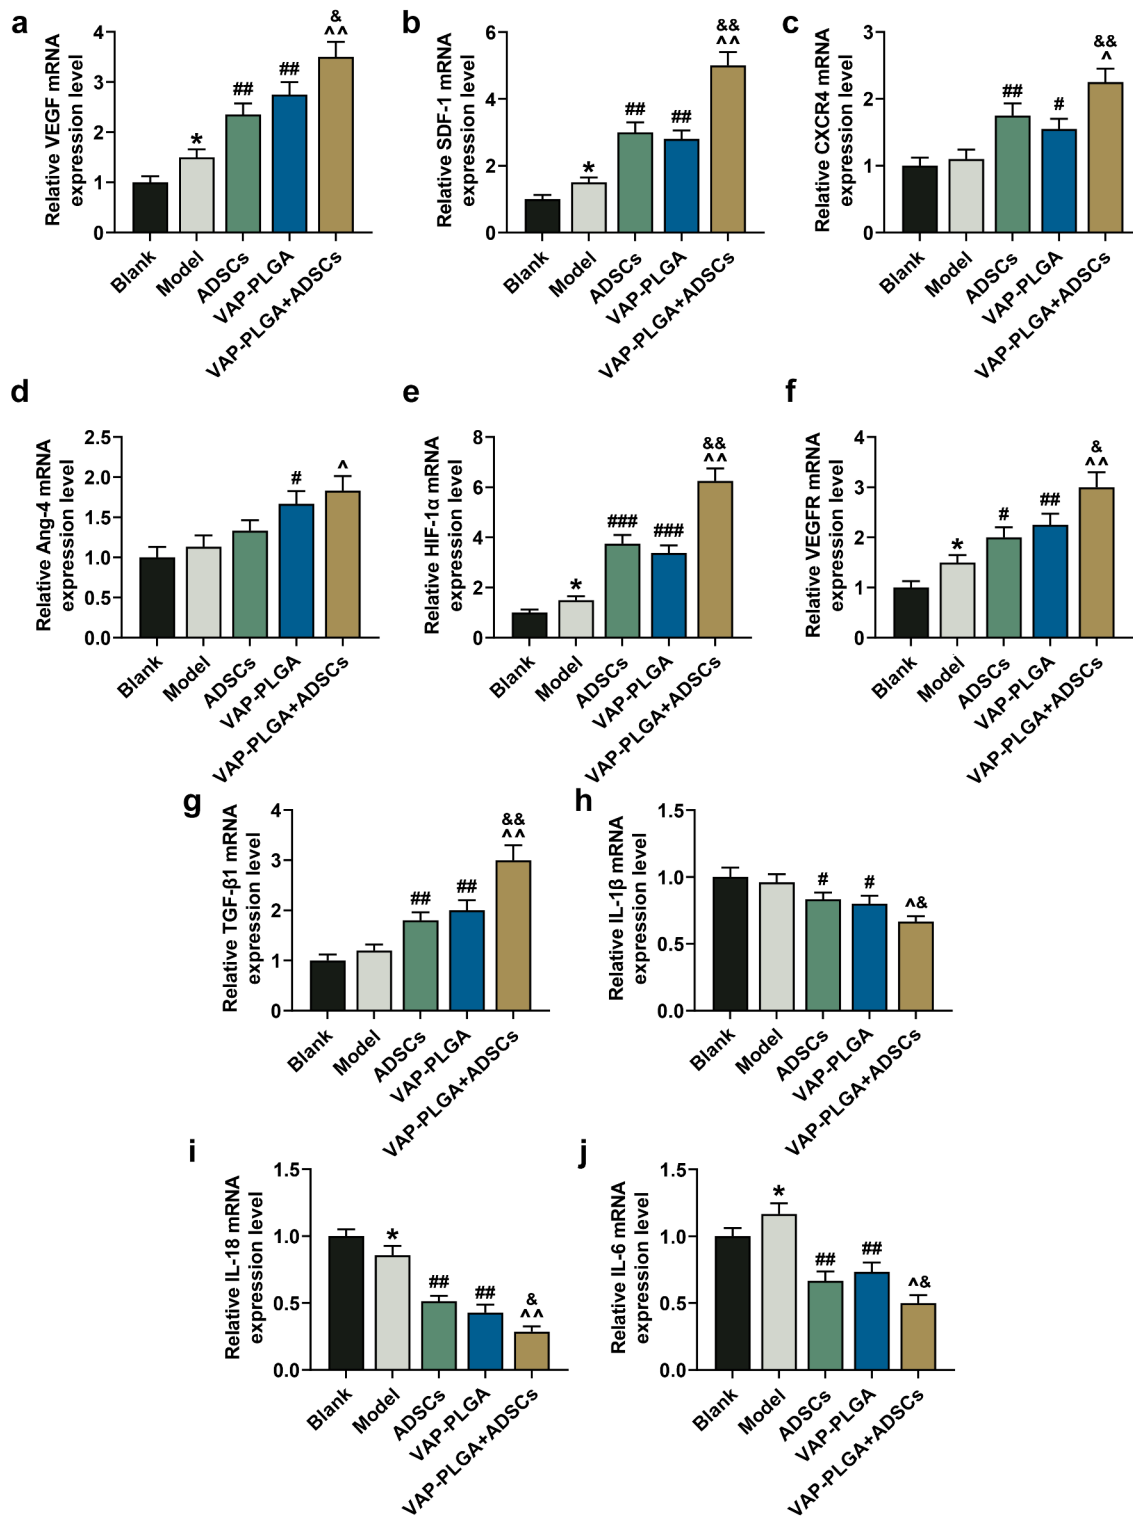 a
Relative VEGF mRNA
expression level
4
3
2
1
0
*
##
##
&
^^
Blank
Model
ADSCs
VAP-PLGA
VAP-PLGA+ADSCs
b
Relative SDF-1 mRNA
expression level
6
4
2
0
*
##
##
&&
^^
Blank
Model
ADSCs
VAP-PLGA
VAP-PLGA+ADSCs
c
Relative CXCR4 mRNA
expression level
3
2
1
0
##
#
&&
^
Blank
Model
ADSCs
VAP-PLGA
VAP-PLGA+ADSCs
d
Relative Ang-4 mRNA
expression level
2.5
2.0
1.5
1.0
0.5
0.0
#
^
Blank
Model
ADSCs
VAP-PLGA
VAP-PLGA+ADSCs
e
Relative HIF-1α mRNA
expression level
8
6
4
2
0
*
###
###
&&
^^
Blank
Model
ADSCs
VAP-PLGA
VAP-PLGA+ADSCs
f
Relative VEGFR mRNA
expression level
4
3
2
1
0
*
#
##
&
^^
Blank
Model
ADSCs
VAP-PLGA
VAP-PLGA+ADSCs
g
Relative TGF-β1 mRNA
expression level
4
3
2
1
0
##
##
&&
^^
Blank
Model
ADSCs
VAP-PLGA
VAP-PLGA+ADSCs
h
Relative IL-1β mRNA
expression level
1.5
1.0
0.5
0.0
#
#
^&
Blank
Model
ADSCs
VAP-PLGA
VAP-PLGA+ADSCs
i
Relative IL-18 mRNA
expression level
1.5
1.0
0.5
0.0
*
##
##
&
^^
Blank
Model
ADSCs
VAP-PLGA
VAP-PLGA+ADSCs
j
Relative IL-6 mRNA
expression level
1.5
1.0
0.5
0.0
*
##
##
^&
Blank
Model
ADSCs
VAP-PLGA
VAP-PLGA+ADSCs